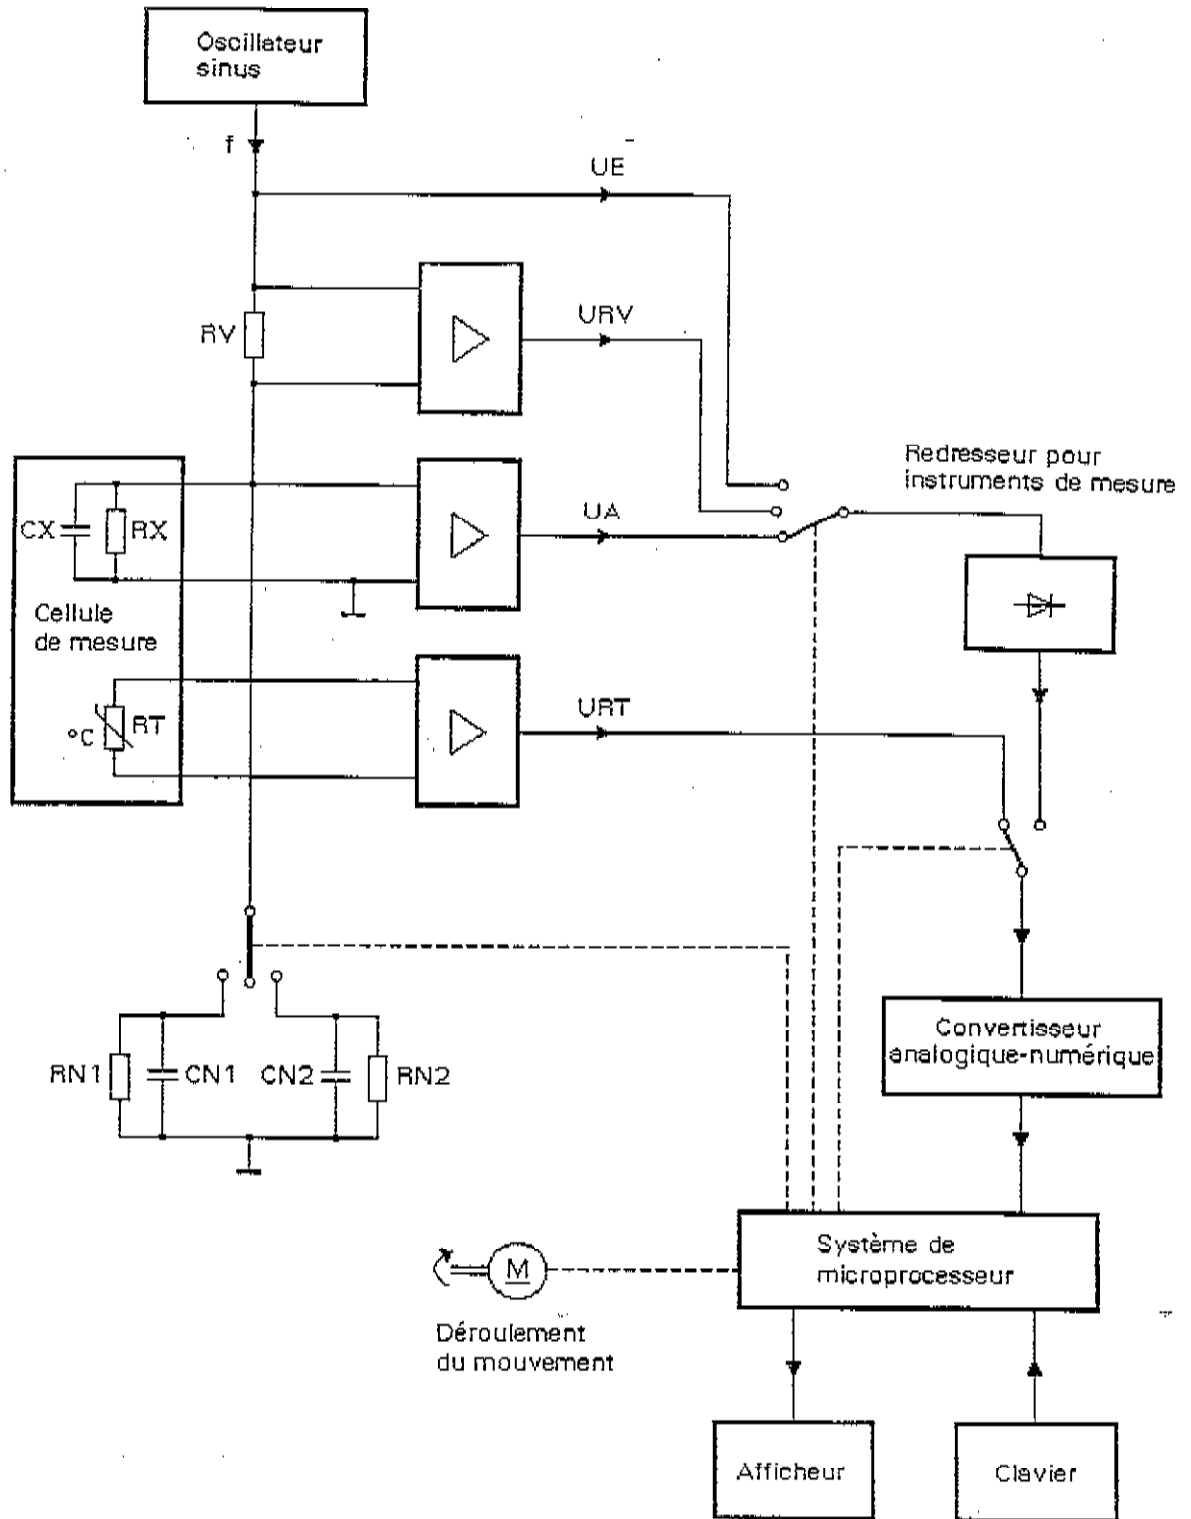 Oscillateur
sinus
f
UE
RV
URV
Redresseur pour
instruments de mesure
CX
RX
UA
Cellule
de mesure
°C
RT
URT
RN1
CN1
CN2
RN2
Convertisseur
analogique-numérique
Système de
microprocesseur
M
Déroulement
du mouvement
Afficheur
Clavier